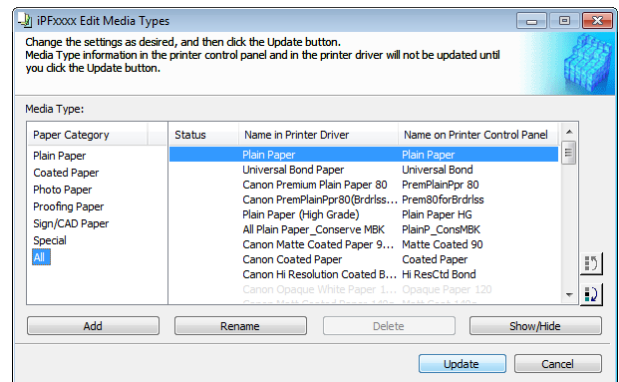 iPFxxxx Edit Media Types
Change the settings as desired, and then click the Update button.
Media Type information in the printer control panel and in the printer driver will not be updated until
you click the Update button.
Media Type:
Paper Category Status Name in Printer Driver Name on Printer Control Panel
Plain Paper Plain Paper Plain Paper
Coated Paper Universal Bond Paper Universal Bond
Photo Paper Canon Premium Plain Paper 80 PremPlainPpr 80
Proofing Paper Canon PremPlainPpr80(Brdrlss... Prem80forBrdrlss
Sign/CAD Paper Plain Paper (High Grade) Plain Paper HG
Special All Plain Paper_Conserve MBK PlainP_ConsMBK
All Canon Matte Coated Paper 9... Matte Coated 90
Canon Coated Paper Coated Paper
Canon Hi Resolution Coated B... Hi ResCtd Bond
Canon Opaque White Paper 1... Opaque Paper 120
Add Rename Delete Show/Hide
Update Cancel